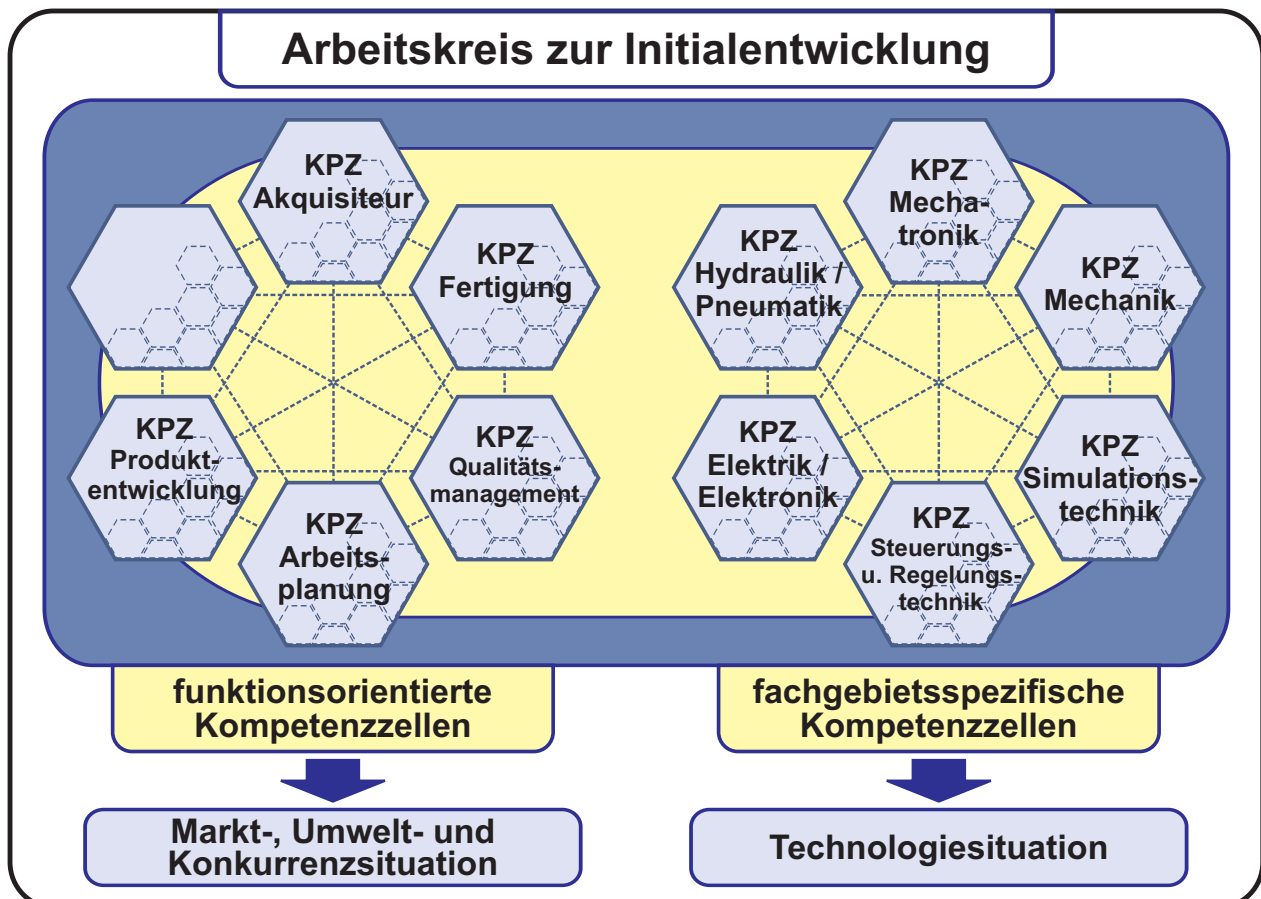 Arbeitskreis zur Initialentwicklung
KPZ
Akquisiteur
KPZ
Fertigung
KPZ
Produkt-
entwicklung
KPZ
Qualitäts-
management
KPZ
Arbeits-
planung
KPZ
Mecha-
tronik
KPZ
Hydraulik /
Pneumatik
KPZ
Mechanik
KPZ
Elektrik /
Elektronik
KPZ
Simulations-
technik
KPZ
Steuerungs-
u. Regelungs-
technik
funktionsorientierte
Kompetenzzellen
fachgebietsspezifische
Kompetenzzellen
Markt-, Umwelt- und
Konkurrenzsituation
Technologiesituation